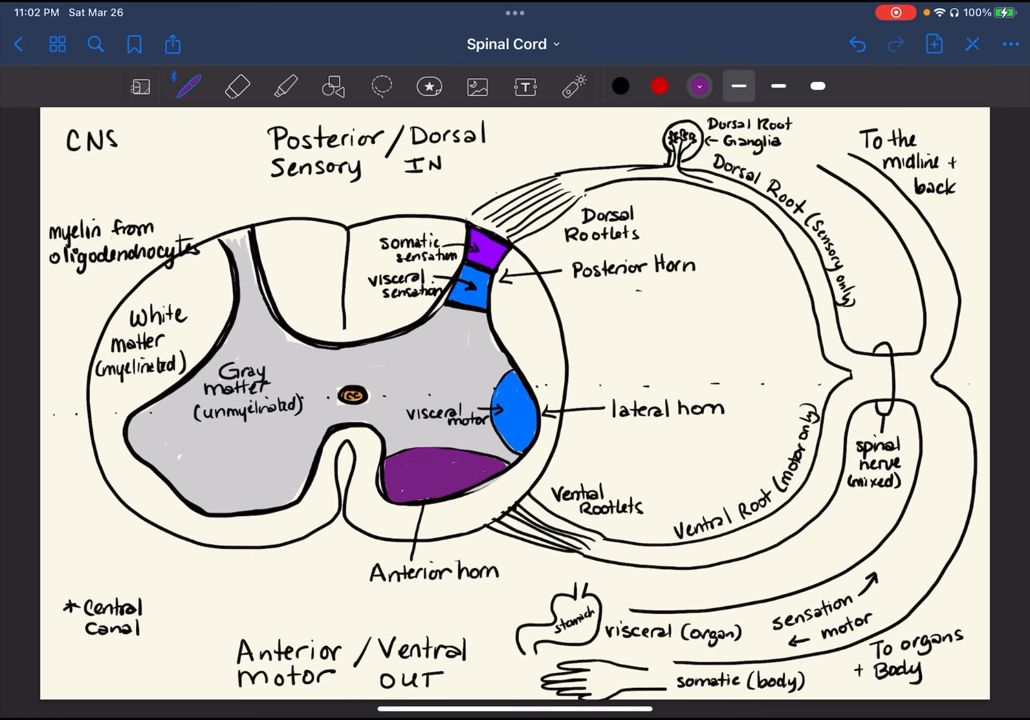 11:02 PM Sat Mar 26
100%
Spinal Cord
CNS
Posterior / Dorsal
Sensory IN
Dorsal Root
← Ganglia
To the
midline +
back
Dorsal Root (sensory only)
myelin from
oligodendhocytes
somatic
sensation
visceral
sensation
Dorsal
Rootlets
Posterior Horn
White
matter
(myelinated)
Gray
matter
(unmyelinated)
visceral
motor
lateral horn
spinal
nerve
(mixed)
Ventral
Rootlets
Ventral Root (motor only)
Anterior horn
* Central
Canal
Anterior / Ventral
motor OUT
stomach
visceral (organ)
sensation
← motor
To organs
+ Body
somatic (body)